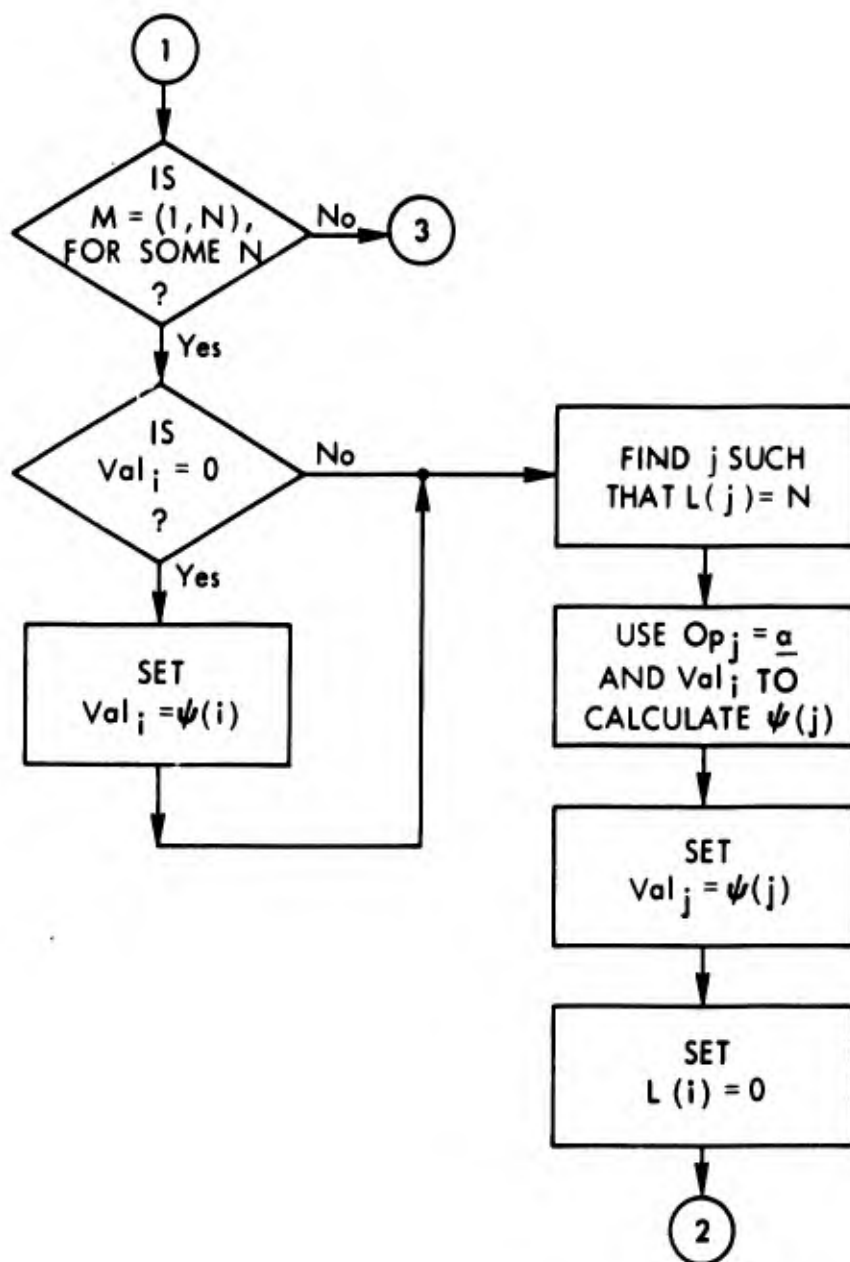 1
IS
M = (1, N),
FOR SOME N
?
No
3
Yes
IS
Val i = 0
?
No
Yes
SET
Val i = ψ(i)
FIND j SUCH
THAT L(j) = N
USE Op j = a
AND Val i TO
CALCULATE ψ(j)
SET
Val j = ψ(j)
SET
L (i) = 0
2